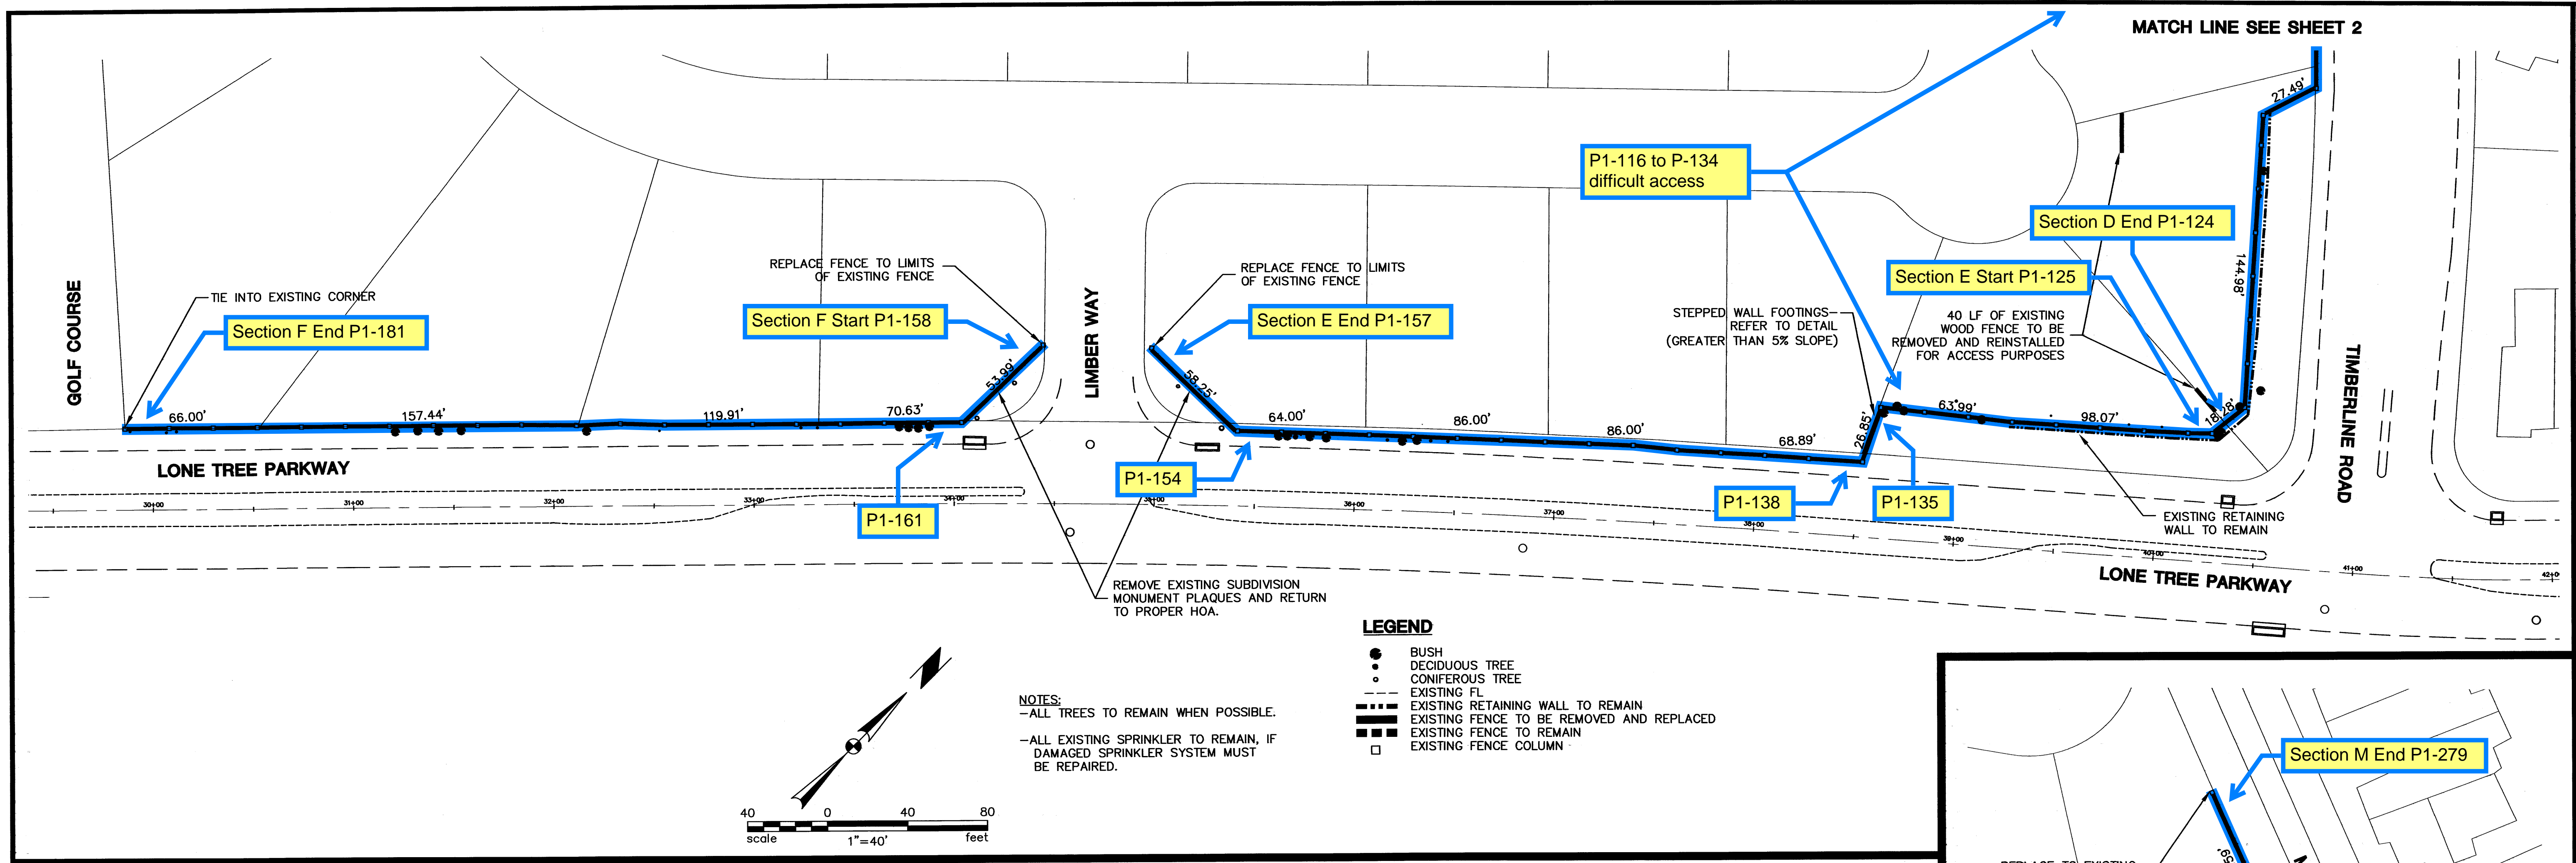 MATCH LINE SEE SHEET 2
27.49'
P1-116 to P-134
difficult access
Section D End P1-124
Section E Start P1-125
144.98'
REPLACE FENCE TO LIMITS
OF EXISTING FENCE
REPLACE FENCE TO LIMITS
OF EXISTING FENCE
TIE INTO EXISTING CORNER
GOLF COURSE
Section F End P1-181
Section F Start P1-158
LIMBER WAY
Section E End P1-157
STEPPED WALL FOOTINGS-
REFER TO DETAIL
(GREATER THAN 5% SLOPE)
40 LF OF EXISTING
WOOD FENCE TO BE
REMOVED AND REINSTALLED
FOR ACCESS PURPOSES
TIMBERLINE ROAD
53.99'
58.25'
66.00'
157.44'
119.91'
70.63'
64.00'
86.00'
86.00'
68.89'
26.85'
63.99'
98.07'
18.28'
LONE TREE PARKWAY
P1-154
P1-138
P1-135
P1-161
30+00
31+00
32+00
33+00
34+00
35+00
36+00
37+00
38+00
39+00
40+00
41+00
42+0
EXISTING RETAINING
WALL TO REMAIN
LONE TREE PARKWAY
REMOVE EXISTING SUBDIVISION
MONUMENT PLAQUES AND RETURN
TO PROPER HOA.
LEGEND
BUSH
DECIDUOUS TREE
CONIFEROUS TREE
EXISTING FL
EXISTING RETAINING WALL TO REMAIN
EXISTING FENCE TO BE REMOVED AND REPLACED
EXISTING FENCE TO REMAIN
EXISTING FENCE COLUMN
NOTES:
-ALL TREES TO REMAIN WHEN POSSIBLE.
-ALL EXISTING SPRINKLER TO REMAIN, IF
DAMAGED SPRINKLER SYSTEM MUST
BE REPAIRED.
40 0 40 80
scale 1"=40' feet
Section M End P1-279
REPLACE TO EXISTING